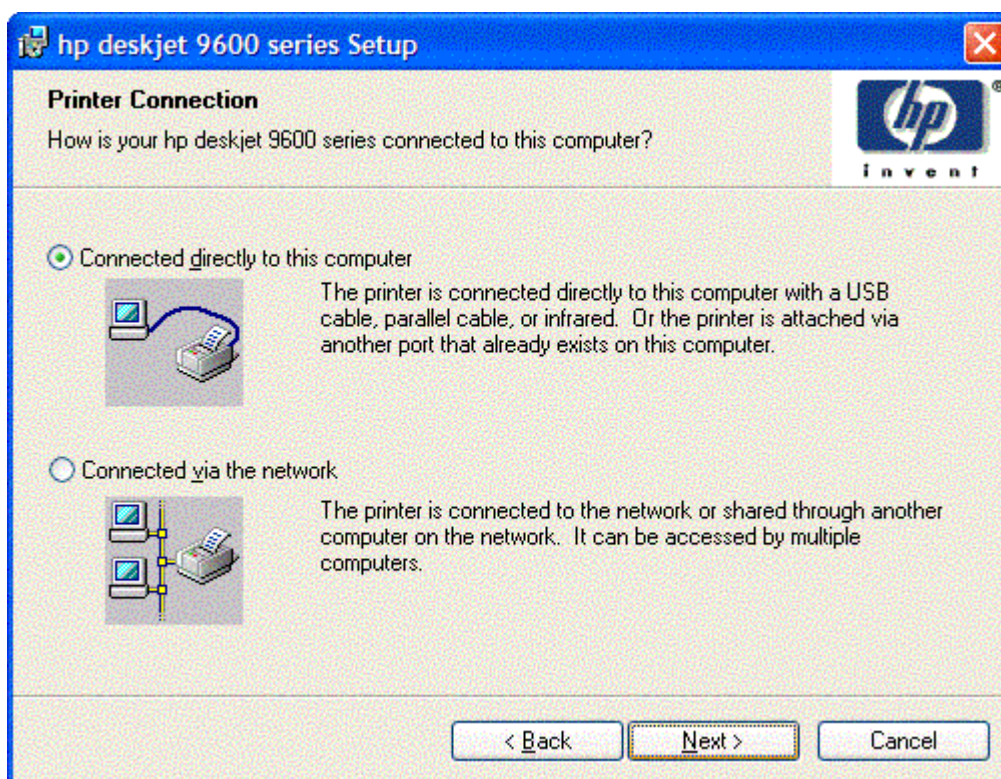 hp deskjet 9600 series Setup
Printer Connection
How is your hp deskjet 9600 series connected to this computer?
hp
®
invent
Connected directly to this computer
The printer is connected directly to this computer with a USB
cable, parallel cable, or infrared. Or the printer is attached via
another port that already exists on this computer.
Connected via the network
The printer is connected to the network or shared through another
computer on the network. It can be accessed by multiple
computers.
< Back
Next >
Cancel